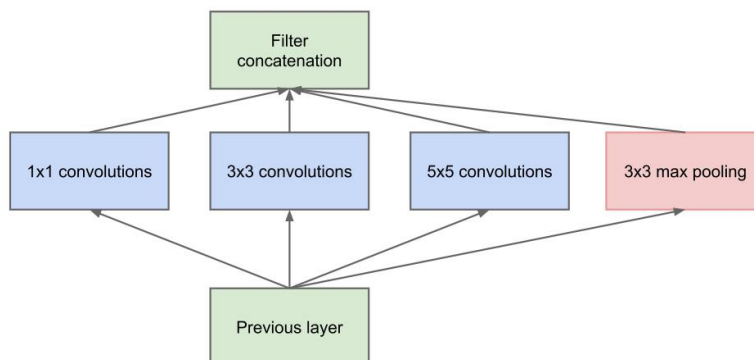 Filter
concatenation
1x1 convolutions
3x3 convolutions
5x5 convolutions
3x3 max pooling
Previous layer